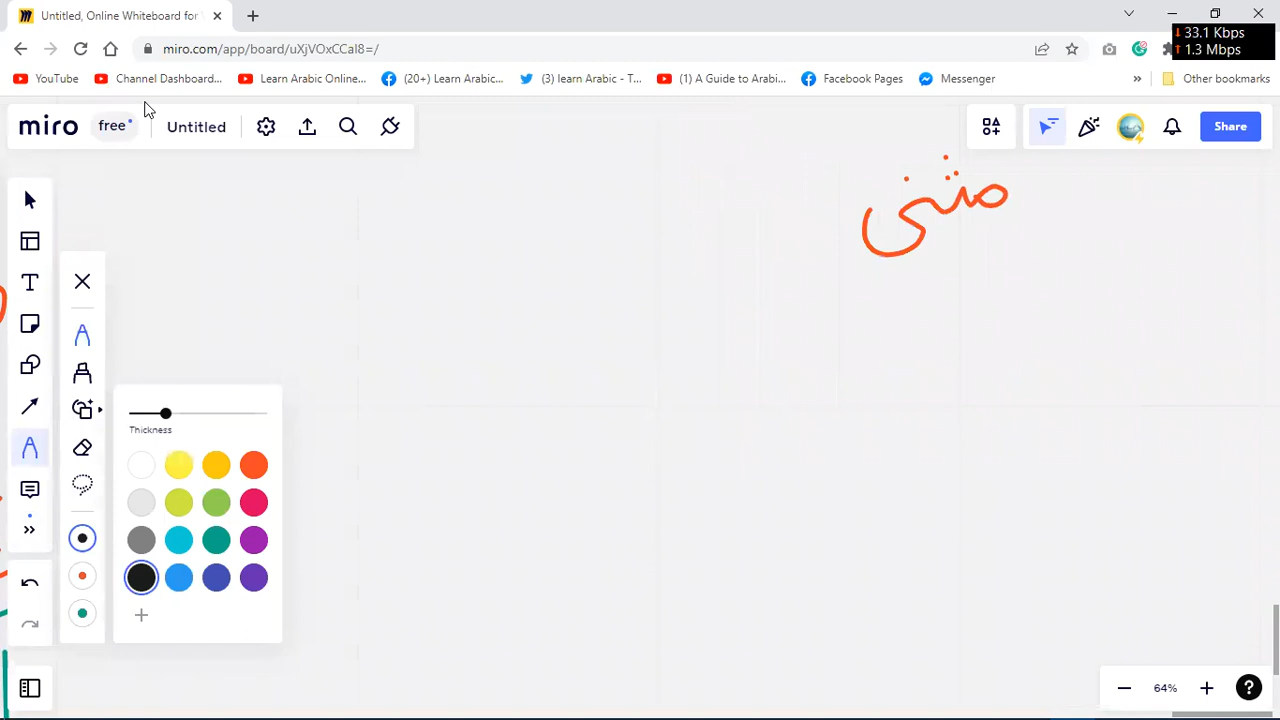 Untitled, Online Whiteboard for
33.1 Kbps
1.3 Mbps
miro.com/app/board/uXjVOxCCaI8=/
YouTube
Channel Dashboard...
Learn Arabic Online...
(20+) Learn Arabic...
(3) learn Arabic - T...
(1) A Guide to Arabi...
Facebook Pages
Messenger
Other bookmarks
miro
free
Untitled
Share
مثنى
Thickness
64%